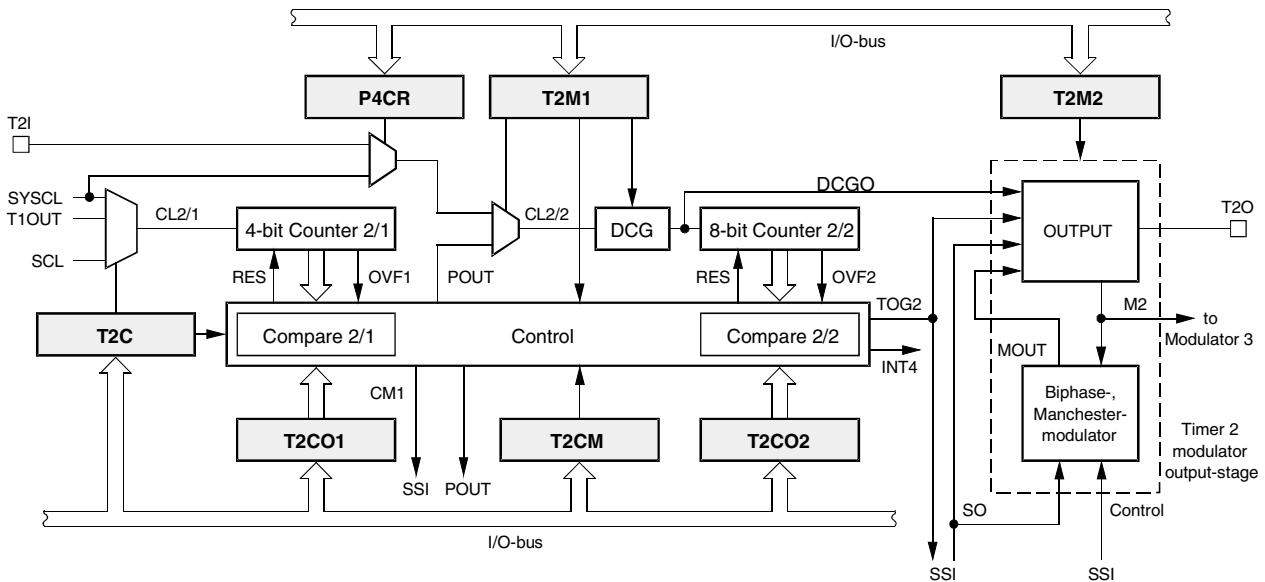 I/O-bus
P4CR
T2M1
T2M2
T2I
SYSCL
T1OUT
SCL
CL2/1
4-bit Counter 2/1
CL2/2
DCG
DCGO
8-bit Counter 2/2
OUTPUT
T2O
RES
OVF1
POUT
RES
OVF2
TOG2
M2
to
Modulator 3
T2C
Compare 2/1
Control
Compare 2/2
INT4
MOUT
CM1
Biphase-,
Manchester-
modulator
Timer 2
modulator
output-stage
T2CO1
T2CM
T2CO2
SSI
POUT
SO
Control
I/O-bus
SSI
SSI